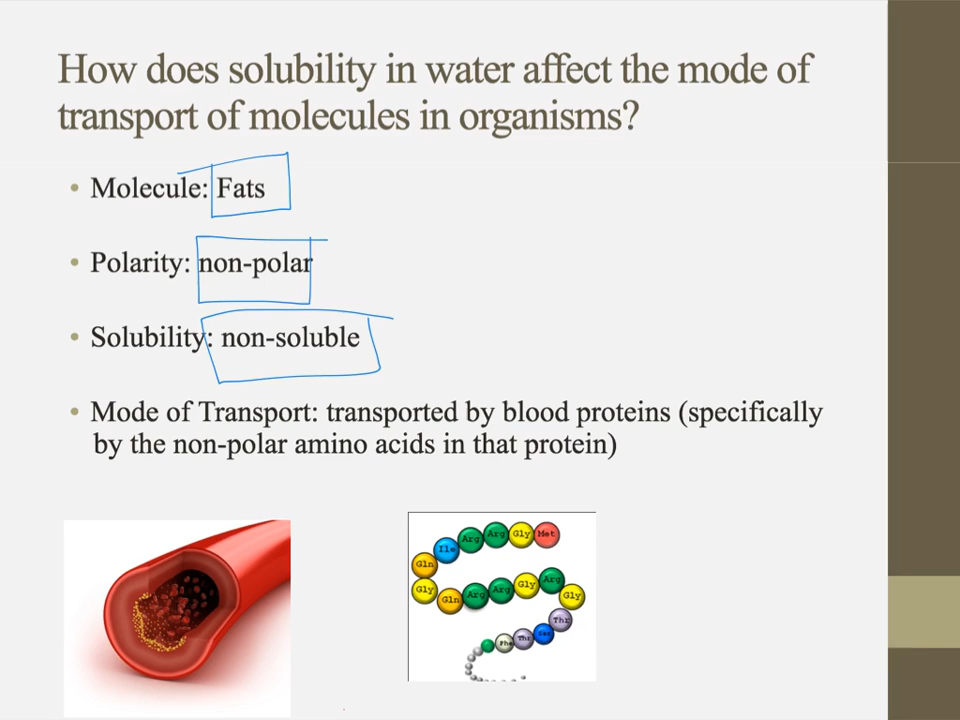 How does solubility in water affect the mode of
transport of molecules in organisms?
• Molecule: Fats
• Polarity: non-polar
• Solubility: non-soluble
• Mode of Transport: transported by blood proteins (specifically
by the non-polar amino acids in that protein)
Ile Arg Arg Gly Met
Gln
Gly Gln Arg Arg Gly Arg Gly
Thr
Phe Thr Ser